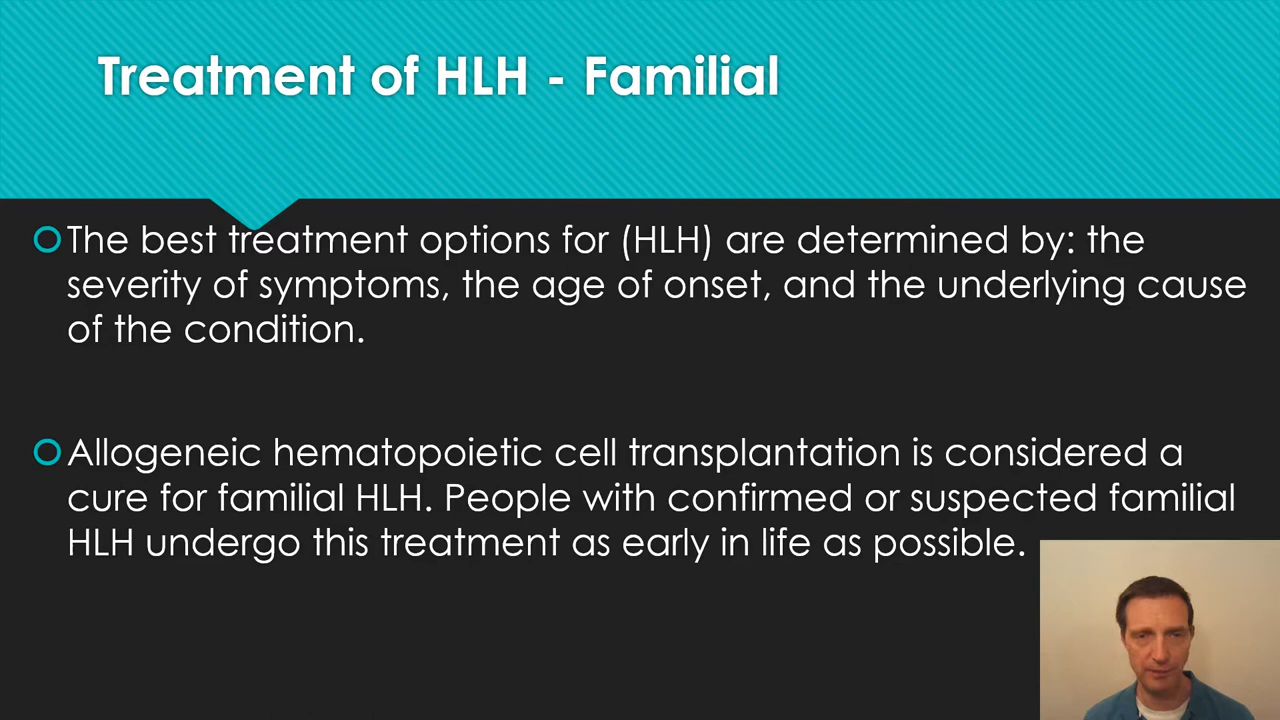 Treatment of HLH - Familial
The best treatment options for (HLH) are determined by: the
severity of symptoms, the age of onset, and the underlying cause
of the condition.
Allogeneic hematopoietic cell transplantation is considered a
cure for familial HLH. People with confirmed or suspected familial
HLH undergo this treatment as early in life as possible.